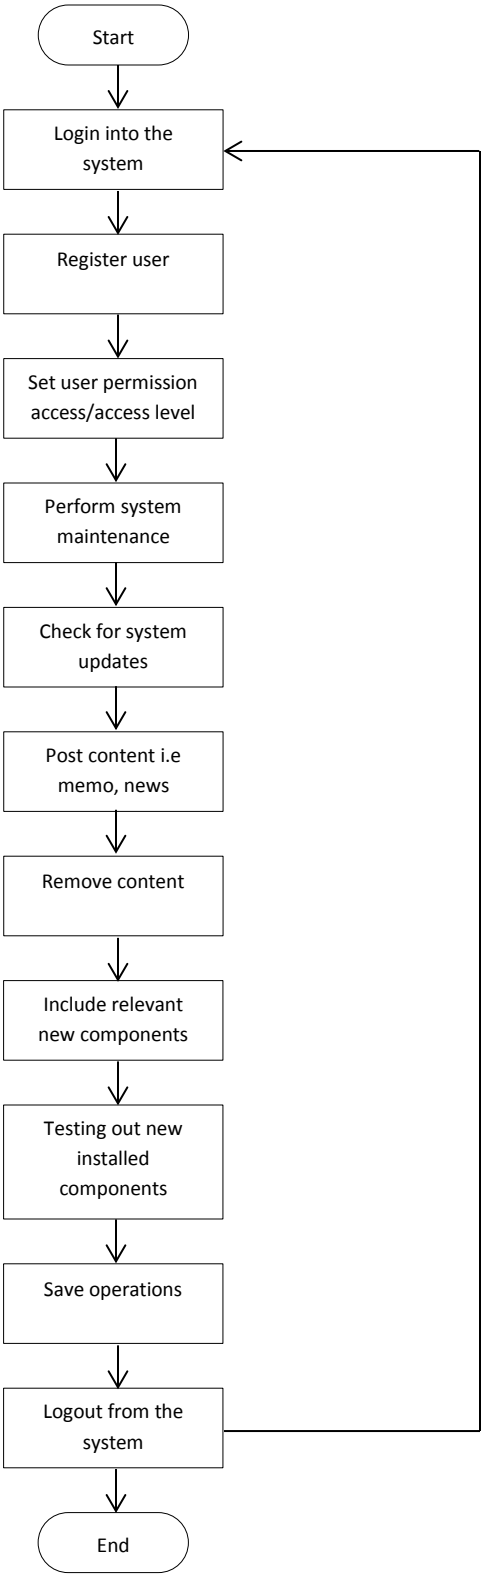 Start
Login into the
system
Register user
Set user permission
access/access level
Perform system
maintenance
Check for system
updates
Post content i.e
memo, news
Remove content
Include relevant
new components
Testing out new
installed
components
Save operations
Logout from the
system
End